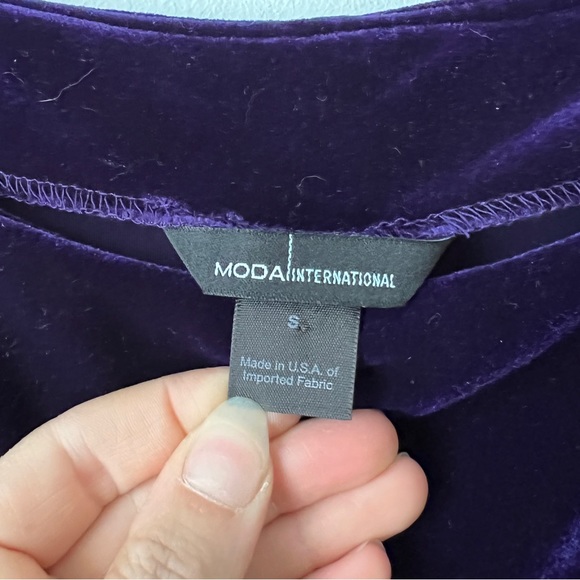 MODA INTERNATIONAL
S
Made in U.S.A. of
Imported Fabric